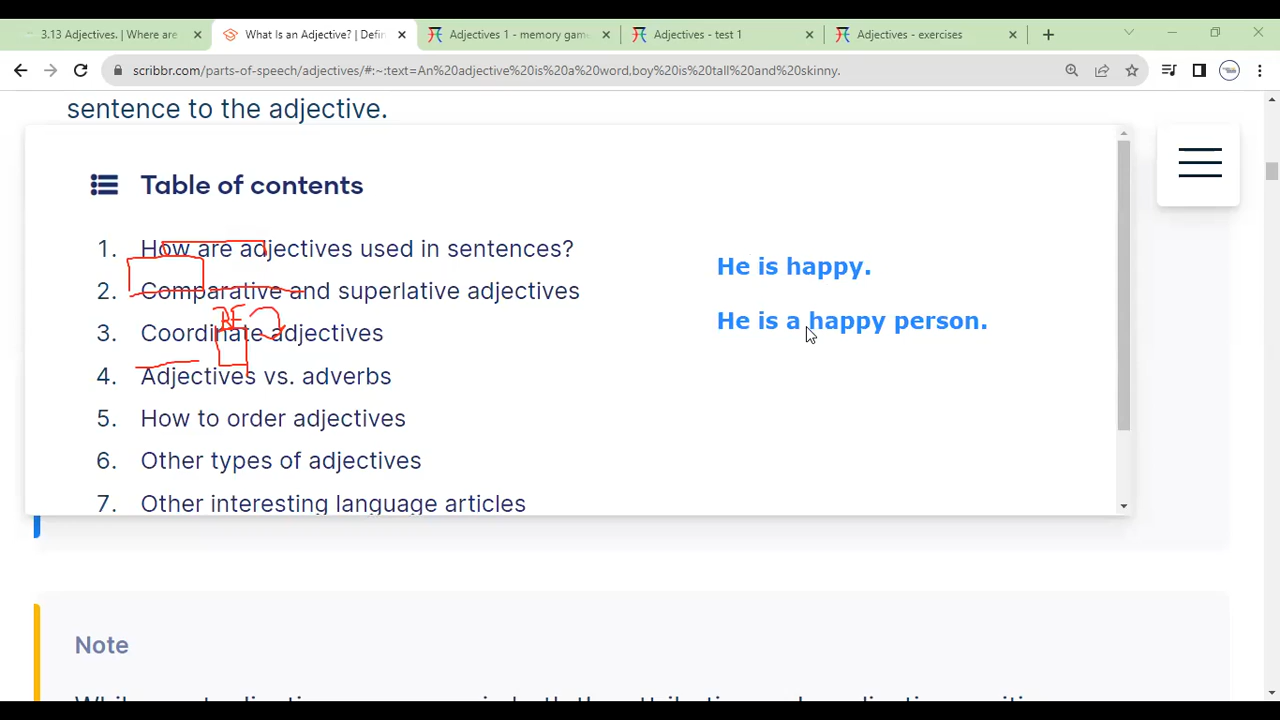 3.13 Adjectives. | Where are
What Is an Adjective? | Defin
Adjectives 1 - memory gam
Adjectives - test 1
Adjectives - exercises
scribbr.com/parts-of-speech/adjectives/#:~:text=An%20adjective%20is%20a%20word,boy%20is%20tall%20and%20skinny.
sentence to the adjective.
Table of contents
1. How are adjectives used in sentences?
2. Comparative and superlative adjectives
BE
3. Coordinate adjectives
4. Adjectives vs. adverbs
5. How to order adjectives
6. Other types of adjectives
7. Other interesting language articles
He is happy.
He is a happy person.
Note